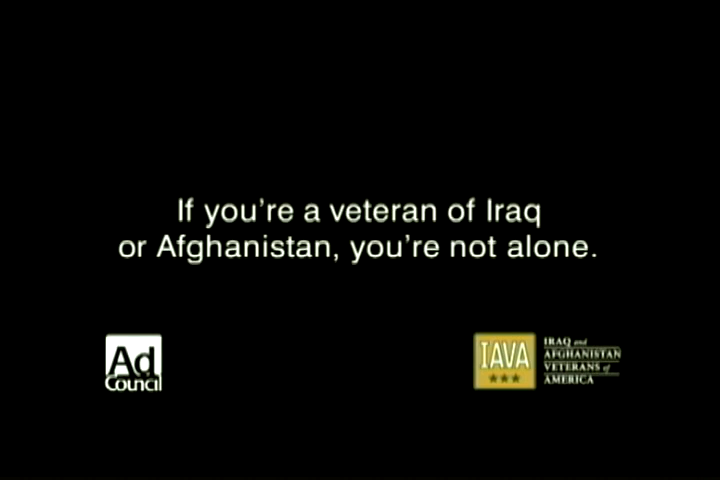 If you're a veteran of Iraq
or Afghanistan, you're not alone.
Ad
Council
IAVA
IRAQ and
AFGHANISTAN
VETERANS of
AMERICA